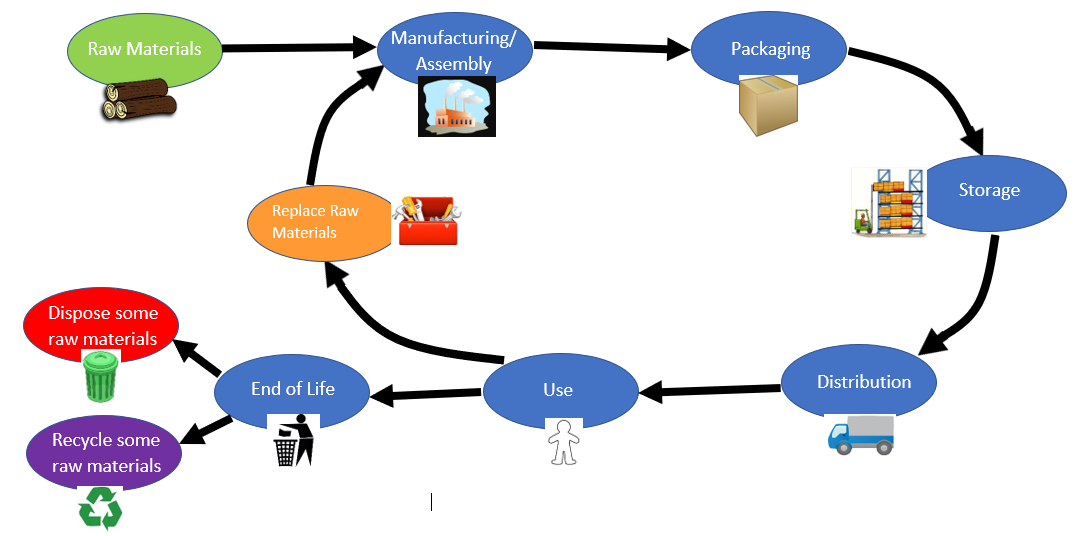 Raw Materials
Manufacturing/
Assembly
Packaging
Storage
Replace Raw
Materials
Dispose some
raw materials
End of Life
Use
Distribution
Recycle some
raw materials